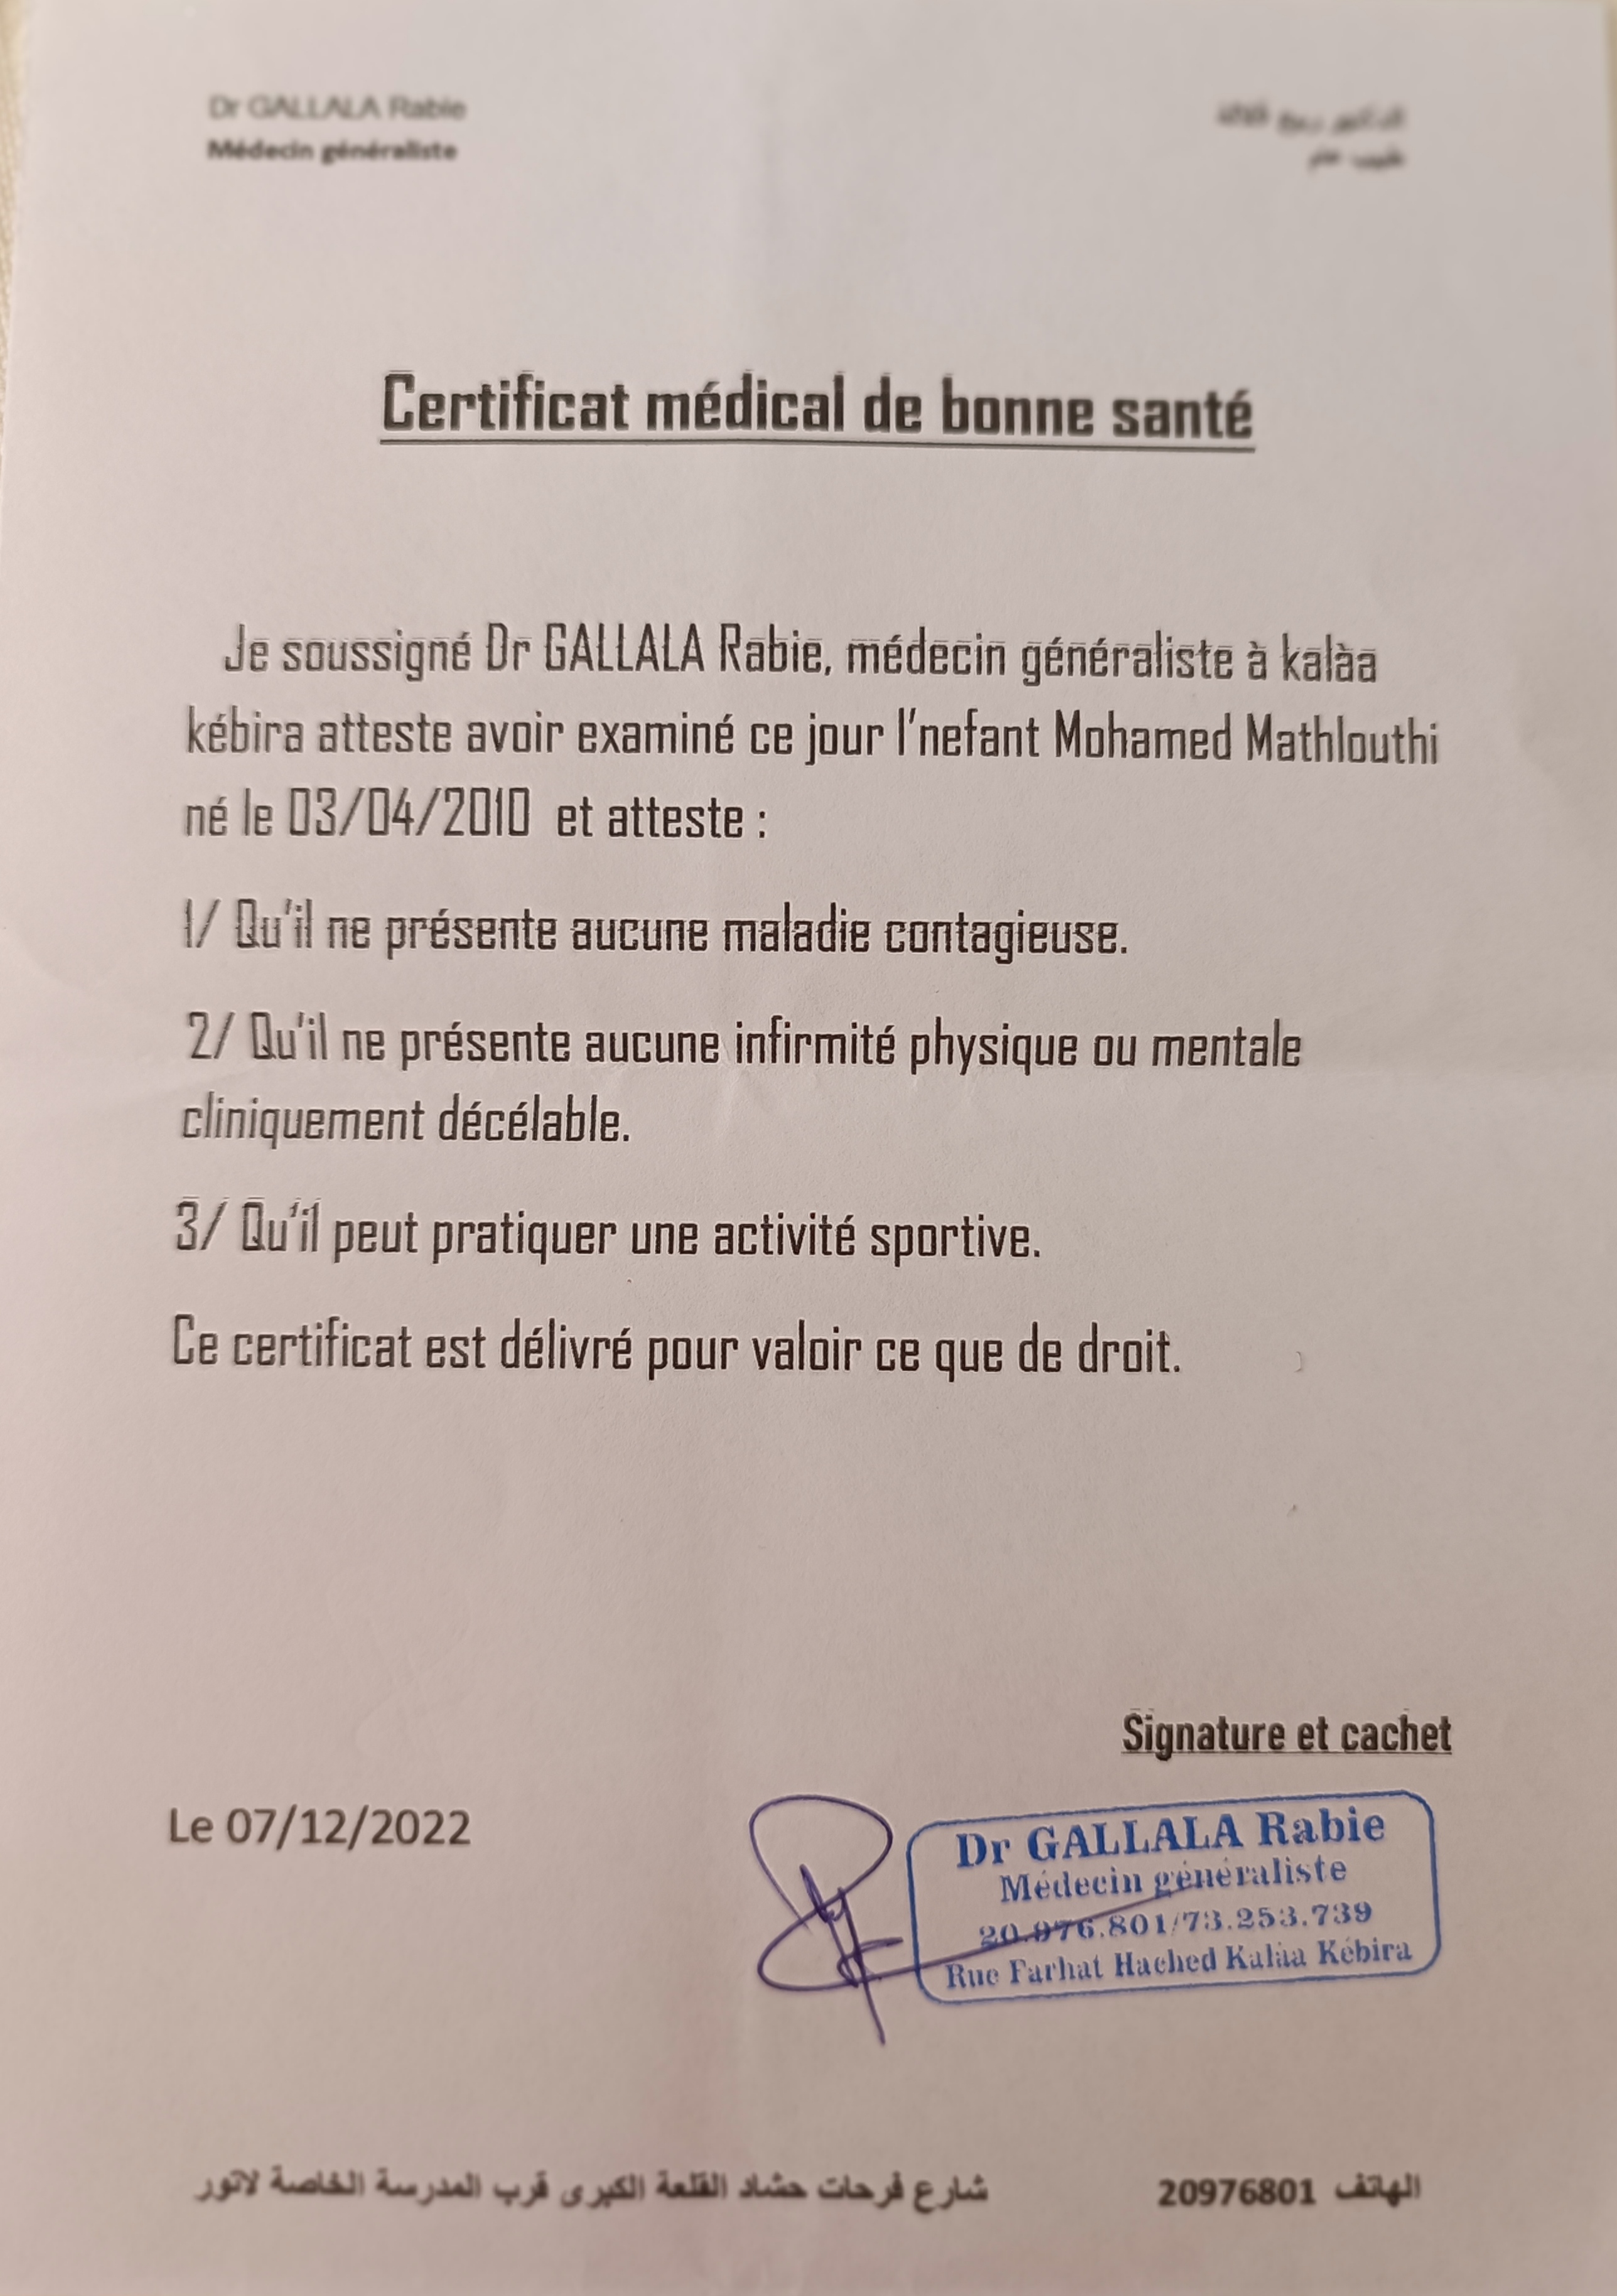 Dr GALLALA Rabie
الدكتور ربيع قلالة
Médecin généraliste
طبيب عام
Certificat médical de bonne santé
Je soussigné Dr GALLALA Rabie, médecin généraliste à kalàa
kébira atteste avoir examiné ce jour l'nefant Mohamed Mathlouthi
né le 03/04/2010 et atteste :
1/ Qu'il ne présente aucune maladie contagieuse.
2/ Qu'il ne présente aucune infirmité physique ou mentale
cliniquement décélable.
3/ Qu'il peut pratiquer une activité sportive.
Ce certificat est délivré pour valoir ce que de droit.
Signature et cachet
Le 07/12/2022
Dr GALLALA Rabie
Médecin généraliste
20.976.801/73.253.739
Rue Farhat Hached Kalàa Kébira
شارع فرحات حشاد القلعة الكبرى قرب المدرسة الخاصة لاتور
الهاتف 20976801